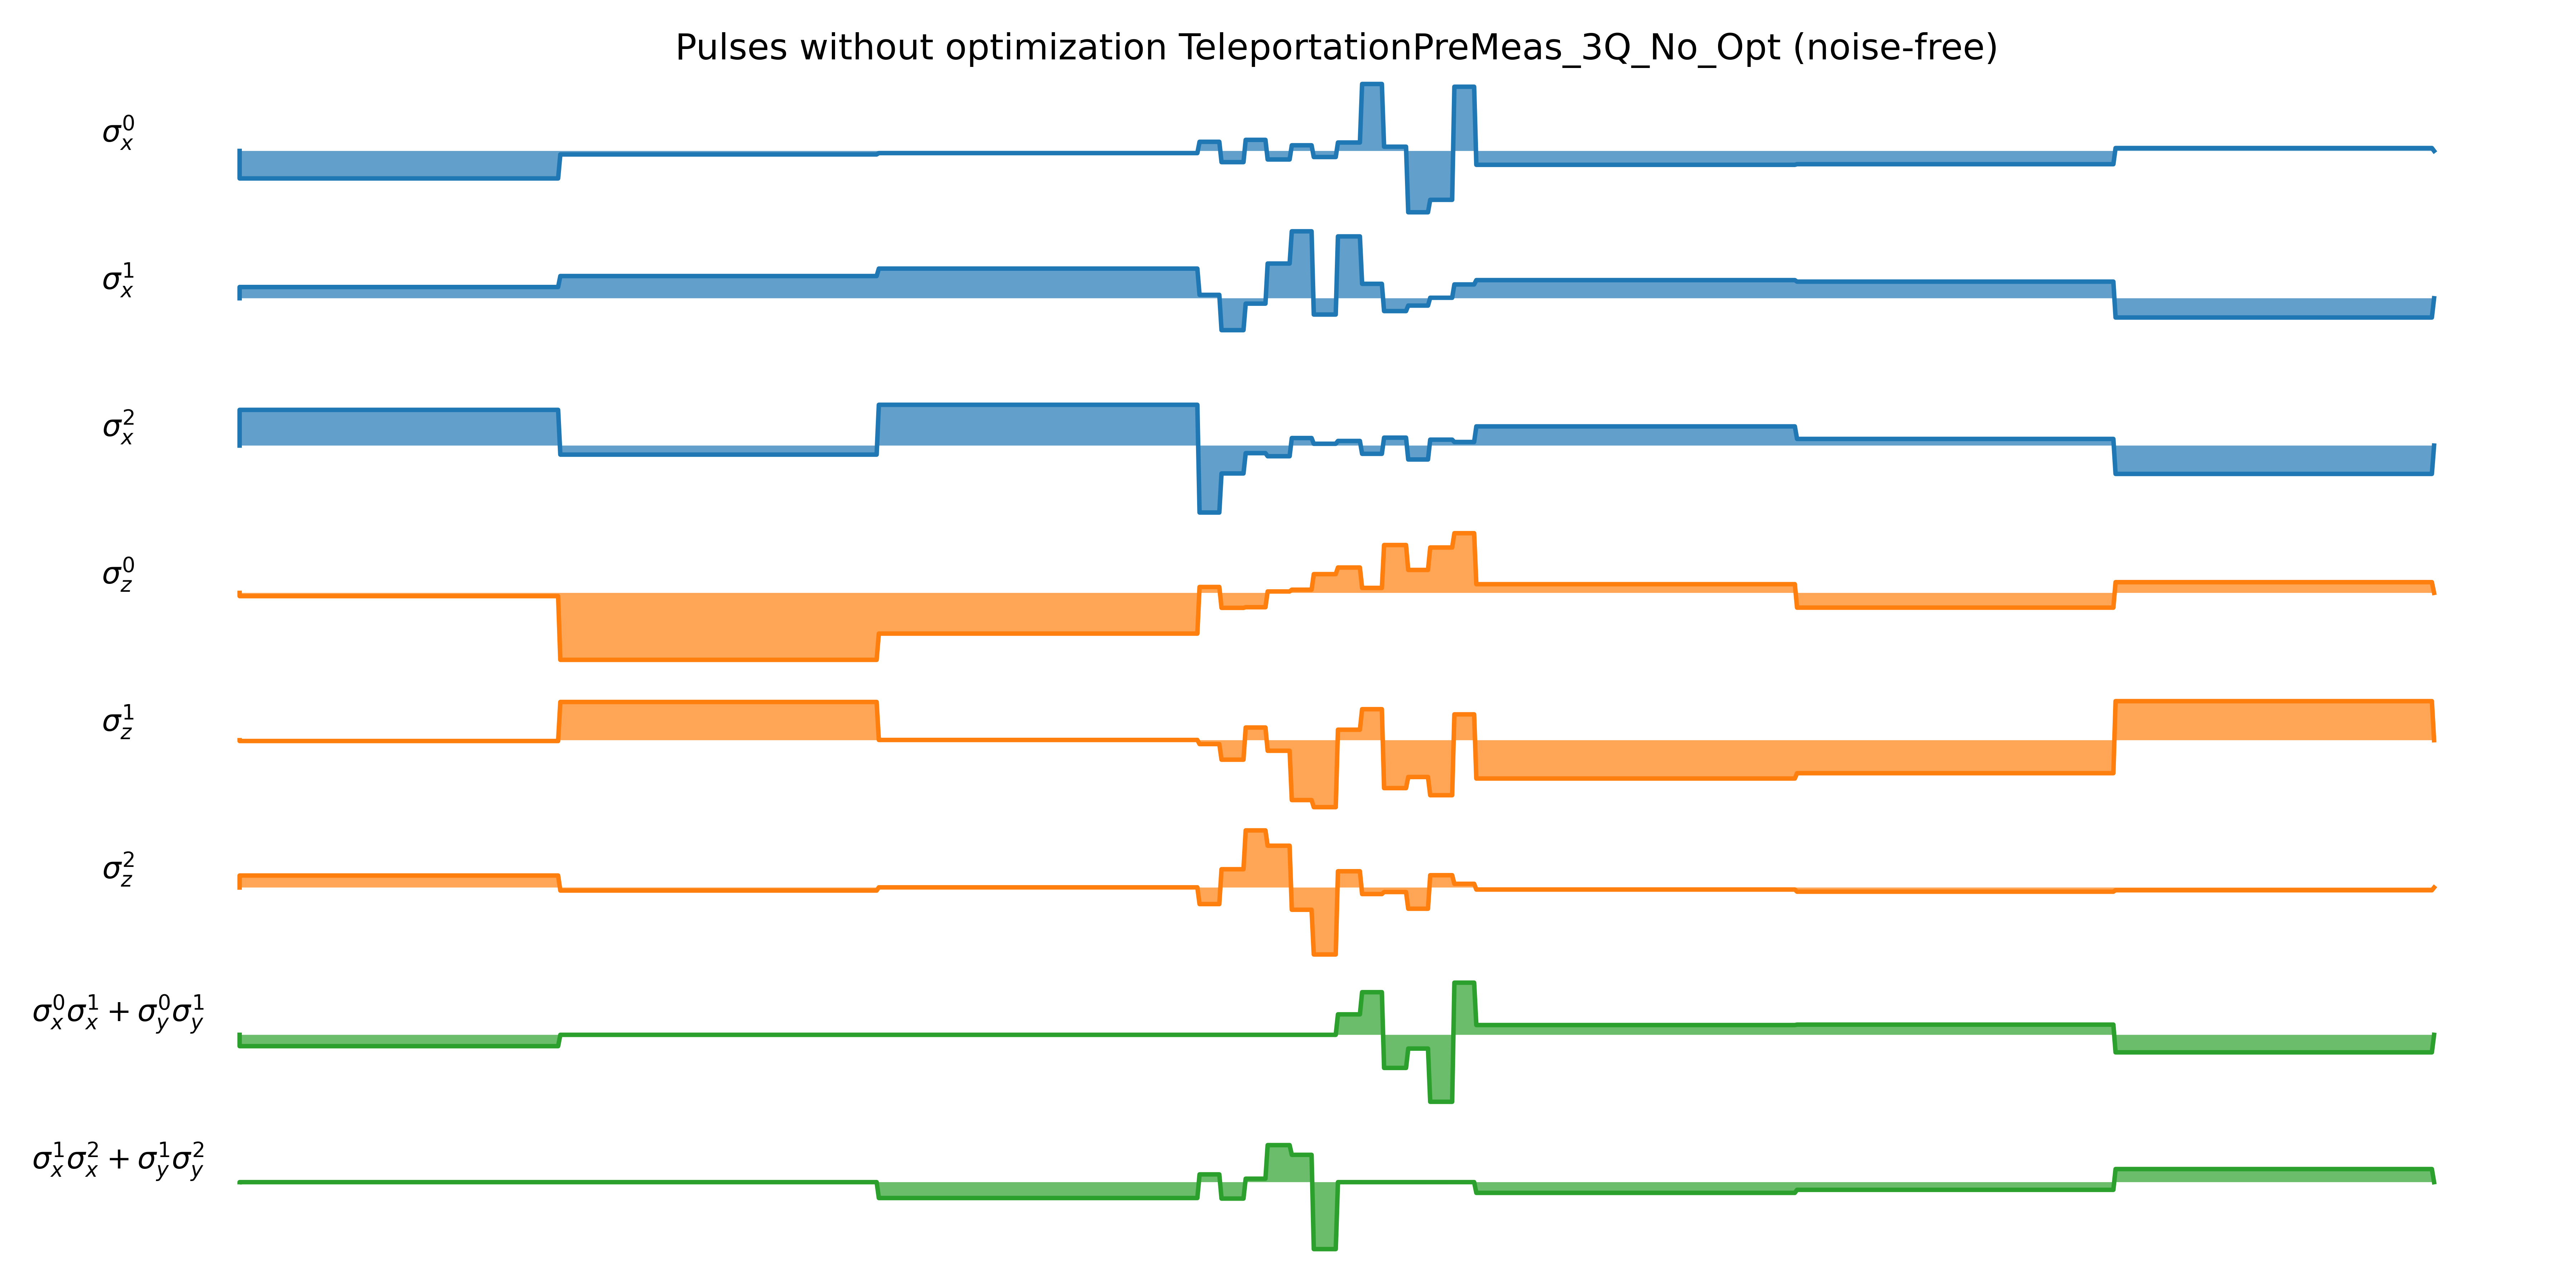 Pulses without optimization TeleportationPreMeas_3Q_No_Opt (noise-free)
σ_x^0
σ_x^1
σ_x^2
σ_z^0
σ_z^1
σ_z^2
σ_x^0σ_x^1 + σ_y^0σ_y^1
σ_x^1σ_x^2 + σ_y^1σ_y^2